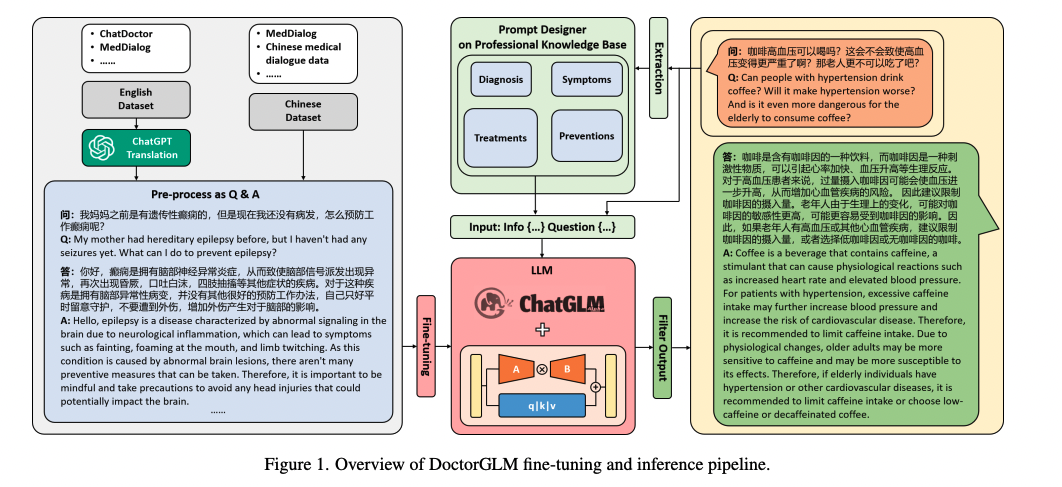 • ChatDoctor
• MedDialog
• ......
• MedDialog
• Chinese medical
dialogue data
• ......
English
Dataset
Chinese
Dataset
ChatGPT
Translation
Pre-process as Q & A
问：我妈妈之前是有遗传性癫痫的，但是现在我还没有病发，怎么预防工
作癫痫呢？
Q: My mother had hereditary epilepsy before, but I haven't had any
seizures yet. What can I do to prevent epilepsy?
答：你好，癫痫是拥有脑部神经异常炎症，从而致使脑部信号派发出现异
常，再次出现昏厥，口吐白沫，四肢抽搐等其他症状的疾病。对于这种疾
病是拥有脑部异常性病变，并没有其他很好的预防工作办法，自己只好平
时留意守护，不要遭到外伤，增加外伤产生对于脑部的影响。
A: Hello, epilepsy is a disease characterized by abnormal signaling in the
brain due to neurological inflammation, which can lead to symptoms
such as fainting, foaming at the mouth, and limb twitching. As this
condition is caused by abnormal brain lesions, there aren't many
preventive measures that can be taken. Therefore, it is important to be
mindful and take precautions to avoid any head injuries that could
potentially impact the brain.
......
Fine-tuning
Prompt Designer
on Professional Knowledge Base
Diagnosis
Symptoms
Treatments
Preventions
Extraction
Input: Info {...} Question {...}
LLM
ChatGLM
+
A
B
q|k|v
Filter Output
问：咖啡高血压可以喝吗？这会不会致使高血
压变得更严重了啊？那老人更不可以吃了吧？
Q: Can people with hypertension drink
coffee? Will it make hypertension worse?
And is it even more dangerous for the
elderly to consume coffee?
答：咖啡是含有咖啡因的一种饮料，而咖啡因是一种刺
激性物质，可以引起心率加快、血压升高等生理反应。
对于高血压患者来说，过量摄入咖啡因可能会使血压进
一步升高，从而增加心血管疾病的风险。 因此建议限制
咖啡因的摄入量。老年人由于生理上的变化，可能对咖
啡因的敏感性更高，可能更容易受到咖啡因的影响。因
此，如果老年人有高血压或其他心血管疾病，建议限制
咖啡因的摄入量，或者选择低咖啡因或无咖啡因的咖啡。
A: Coffee is a beverage that contains caffeine, a
stimulant that can cause physiological reactions such
as increased heart rate and elevated blood pressure.
For patients with hypertension, excessive caffeine
intake may further increase blood pressure and
increase the risk of cardiovascular disease. Therefore,
it is recommended to limit caffeine intake. Due to
physiological changes, older adults may be more
sensitive to caffeine and may be more susceptible to
its effects. Therefore, if elderly individuals have
hypertension or other cardiovascular diseases, it is
recommended to limit caffeine intake or choose low-
caffeine or decaffeinated coffee.
Figure 1. Overview of DoctorGLM fine-tuning and inference pipeline.